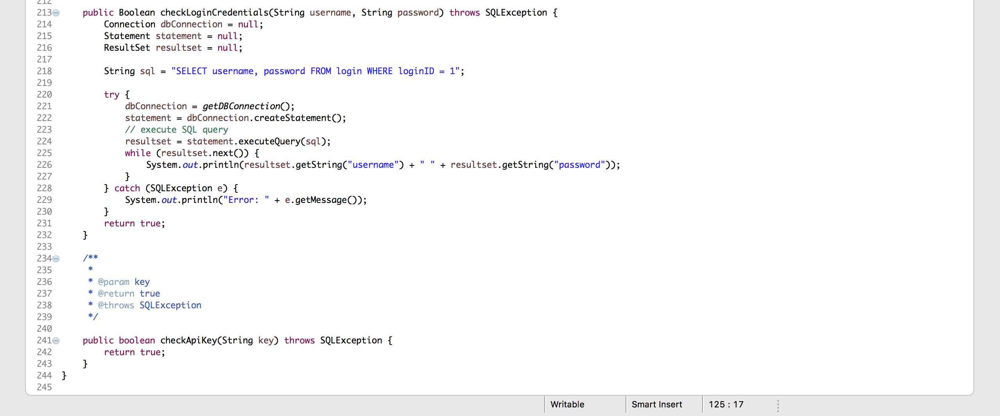 212
213 public Boolean checkLoginCredentials(String username, String password) throws SQLException {
214 Connection dbConnection = null;
215 Statement statement = null;
216 ResultSet resultset = null;
217
218 String sql = "SELECT username, password FROM login WHERE loginID = 1";
219
220 try {
221 dbConnection = getDBConnection();
222 statement = dbConnection.createStatement();
223 // execute SQL query
224 resultset = statement.executeQuery(sql);
225 while (resultset.next()) {
226 System.out.println(resultset.getString("username") + " " + resultset.getString("password"));
227 }
228 } catch (SQLException e) {
229 System.out.println("Error: " + e.getMessage());
230 }
231 return true;
232 }
233
234 /**
235 *
236 * @param key
237 * @return true
238 * @throws SQLException
239 */
240
241 public boolean checkApiKey(String key) throws SQLException {
242 return true;
243 }
244 }
245
Writable Smart Insert 125 : 17